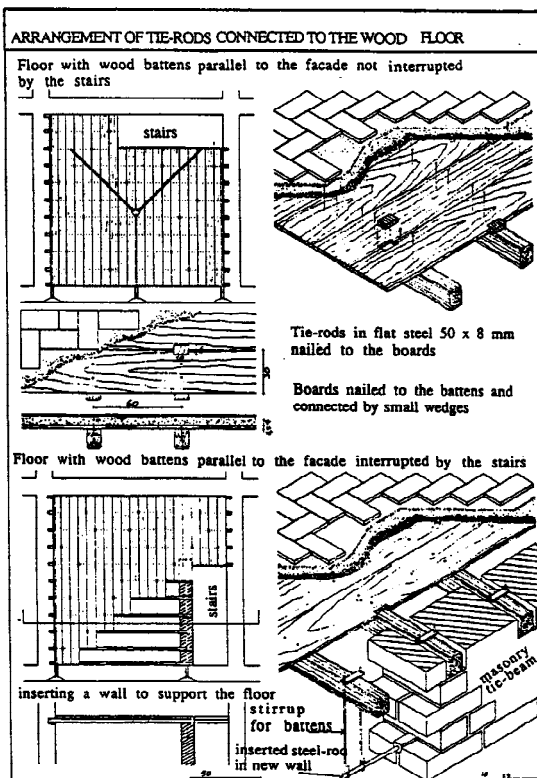 ARRANGEMENT OF TIE-RODS CONNECTED TO THE WOOD FLOOR
Floor with wood battens parallel to the facade not interrupted
by the stairs
stairs
Tie-rods in flat steel 50 x 8 mm
nailed to the boards
Boards nailed to the battens and
connected by small wedges
60
Floor with wood battens parallel to the facade interrupted by the stairs
stairs
masonry
tie-beam
inserting a wall to support the floor
stirrup
for battens
inserted steel-rod
in new wall